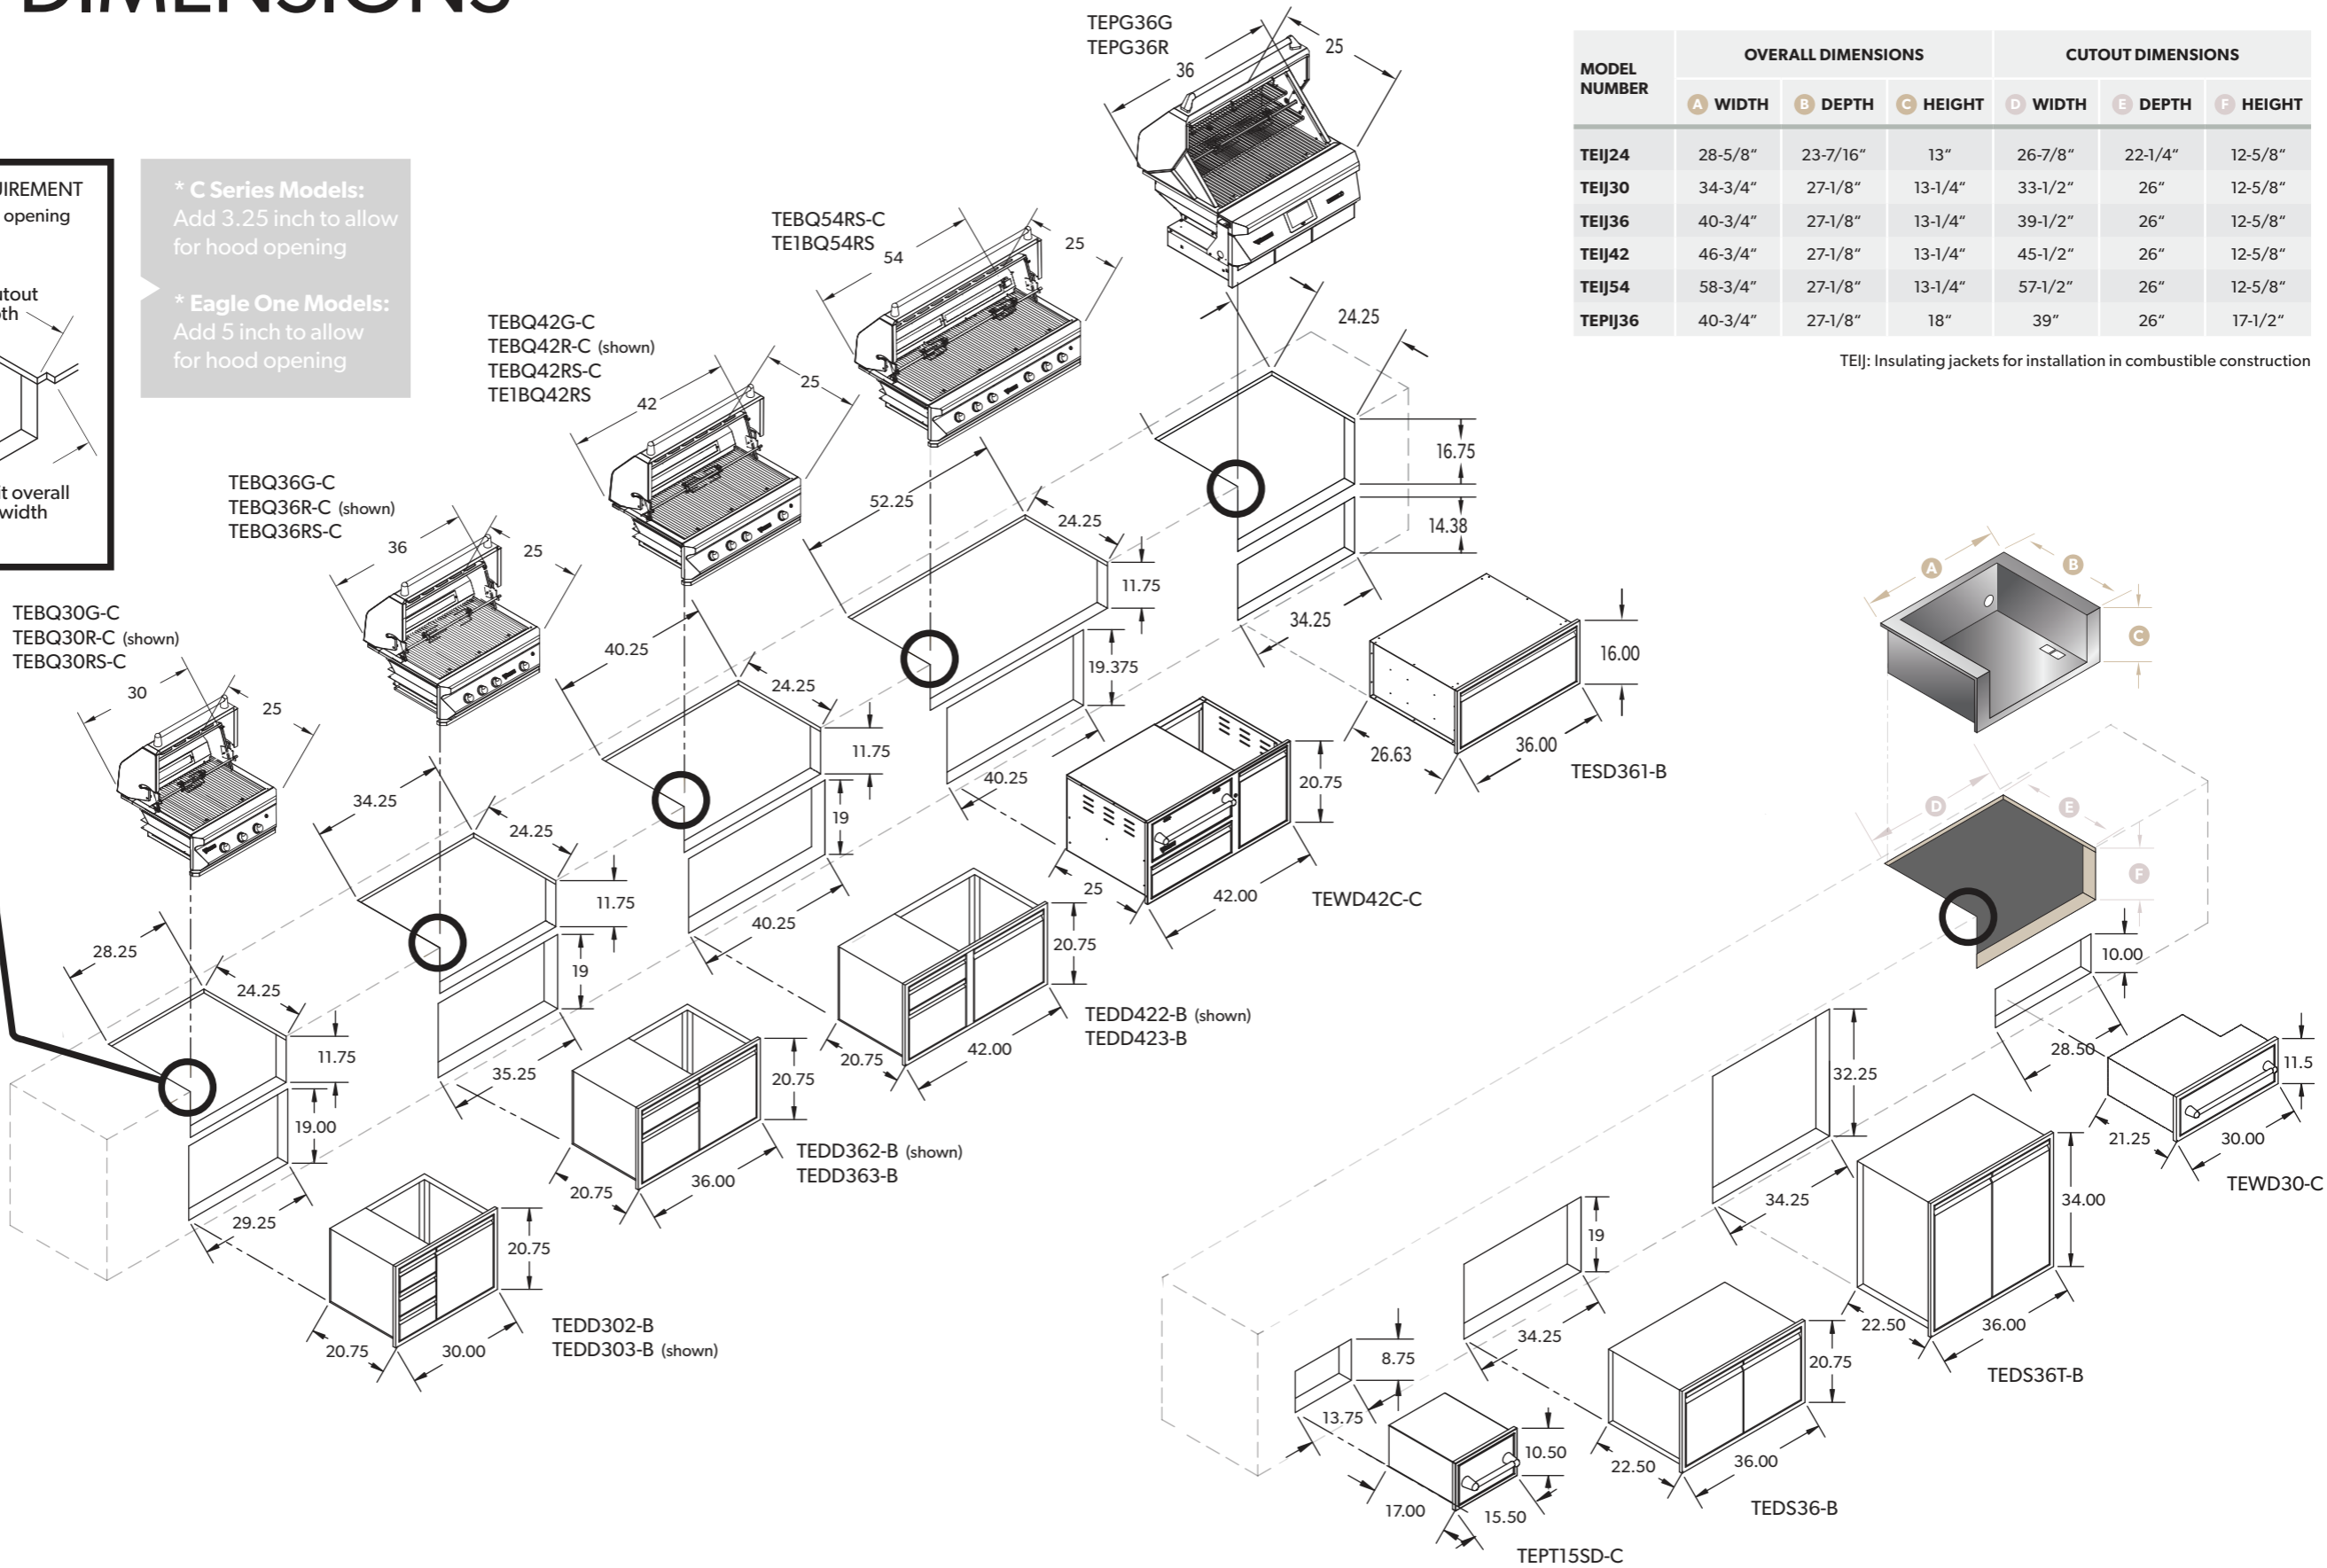 DIMENSIONS
UIREMENT
opening
utout
oth
it overall
width
* C Series Models:
Add 3.25 inch to allow
for hood opening
* Eagle One Models:
Add 5 inch to allow
for hood opening
MODEL NUMBER OVERALL DIMENSIONS CUTOUT DIMENSIONS
A WIDTH B DEPTH C HEIGHT D WIDTH E DEPTH F HEIGHT
TEIJ24 28-5/8" 23-7/16" 13" 26-7/8" 22-1/4" 12-5/8"
TEIJ30 34-3/4" 27-1/8" 13-1/4" 33-1/2" 26" 12-5/8"
TEIJ36 40-3/4" 27-1/8" 13-1/4" 39-1/2" 26" 12-5/8"
TEIJ42 46-3/4" 27-1/8" 13-1/4" 45-1/2" 26" 12-5/8"
TEIJ54 58-3/4" 27-1/8" 13-1/4" 57-1/2" 26" 12-5/8"
TEPIJ36 40-3/4" 27-1/8" 18" 39" 26" 17-1/2"
TEIJ: Insulating jackets for installation in combustible construction
TEPG36G
TEPG36R
36
25
24.25
16.75
14.38
34.25
16.00
26.63
36.00
TESD361-B
TEBQ54RS-C
TE1BQ54RS
54
25
52.25
24.25
11.75
19.375
40.25
20.75
25
42.00
TEWD42C-C
TEBQ42G-C
TEBQ42R-C (shown)
TEBQ42RS-C
TE1BQ42RS
42
25
40.25
24.25
11.75
19
40.25
20.75
20.75
42.00
TEDD422-B (shown)
TEDD423-B
TEBQ36G-C
TEBQ36R-C (shown)
TEBQ36RS-C
36
25
34.25
24.25
11.75
19
35.25
20.75
20.75
36.00
TEDD362-B (shown)
TEDD363-B
TEBQ30G-C
TEBQ30R-C (shown)
TEBQ30RS-C
30
25
28.25
24.25
11.75
19.00
29.25
20.75
20.75
30.00
TEDD302-B
TEDD303-B (shown)
A
B
C
D
E
F
10.00
28.50
11.5
21.25
30.00
TEWD30-C
32.25
34.25
34.00
22.50
36.00
TEDS36T-B
19
34.25
20.75
22.50
36.00
TEDS36-B
8.75
13.75
10.50
17.00
15.50
TEPT15SD-C